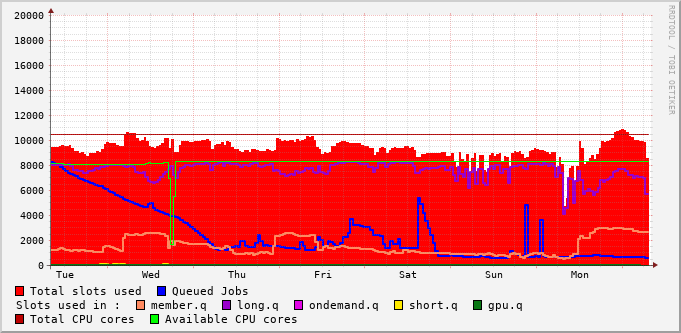 20000
18000
16000
14000
12000
10000
8000
6000
4000
2000
0
Tue Wed Thu Fri Sat Sun Mon
Total slots used Queued Jobs
Slots used in : member.q long.q ondemand.q short.q gpu.q
Total CPU cores Available CPU cores
RRDTOOL / TOBI OETIKER